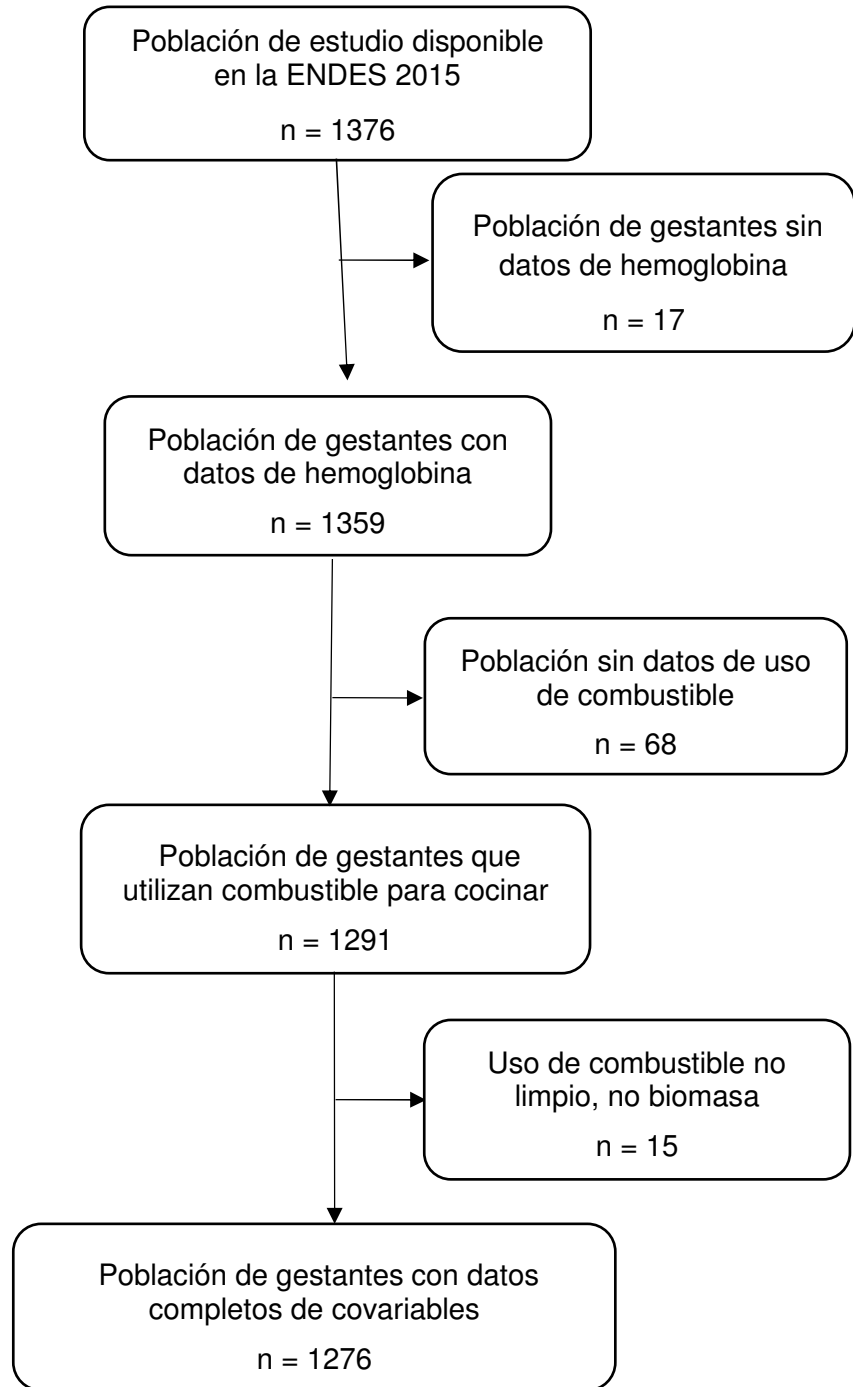 Población de estudio disponible
en la ENDES 2015
n = 1376
Población de gestantes sin
datos de hemoglobina
n = 17
Población de gestantes con
datos de hemoglobina
n = 1359
Población sin datos de uso
de combustible
n = 68
Población de gestantes que
utilizan combustible para cocinar
n = 1291
Uso de combustible no
limpio, no biomasa
n = 15
Población de gestantes con datos
completos de covariables
n = 1276